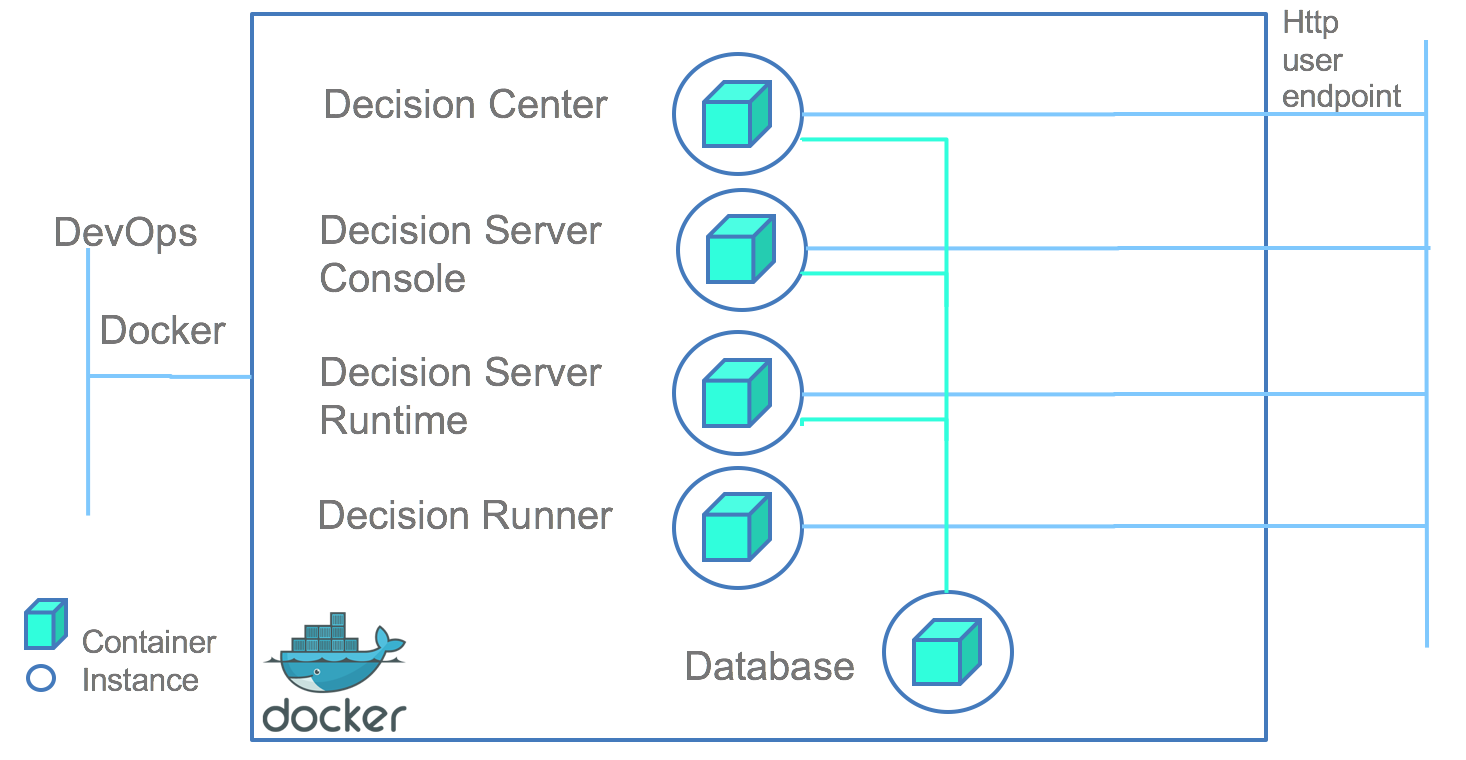 Http
user
endpoint
Decision Center
DevOps
Decision Server
Console
Docker
Decision Server
Runtime
Decision Runner
Container
Instance
Database
docker